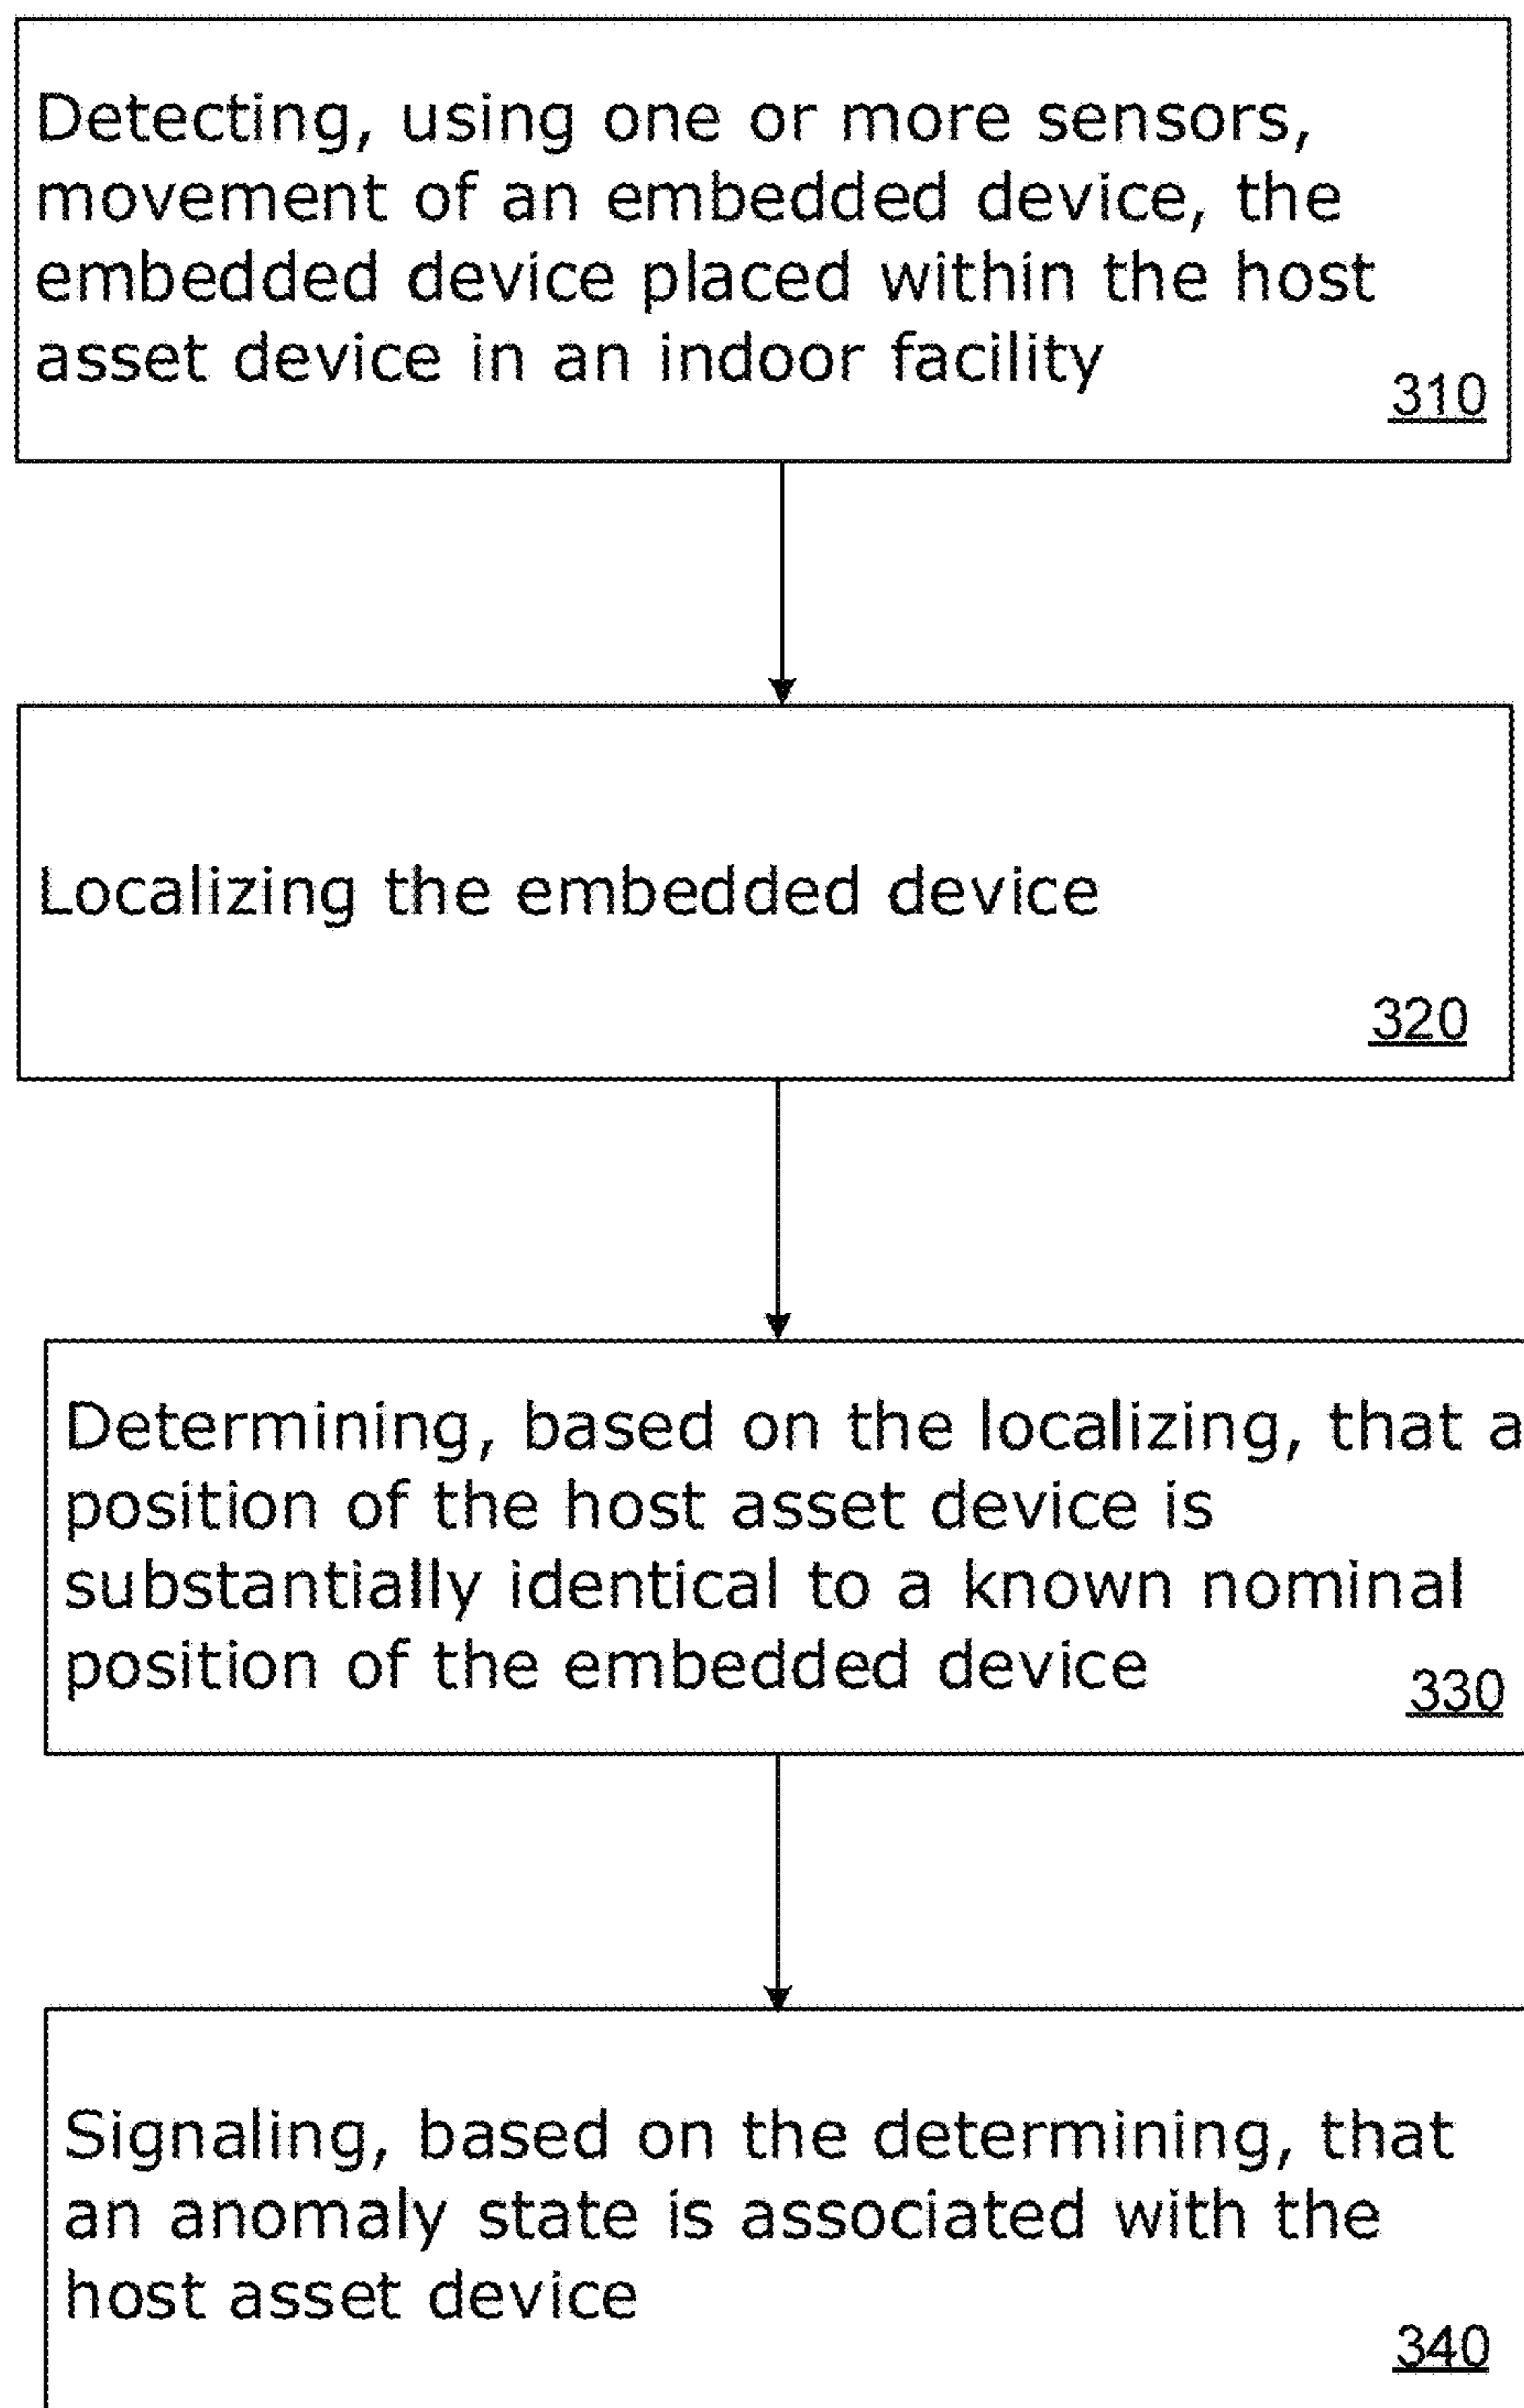 Detecting, using one or more sensors,
movement of an embedded device, the
embedded device placed within the host
asset device in an indoor facility
310
Localizing the embedded device
320
Determining, based on the localizing, that a
position of the host asset device is
substantially identical to a known nominal
position of the embedded device
330
Signaling, based on the determining, that
an anomaly state is associated with the
host asset device
340